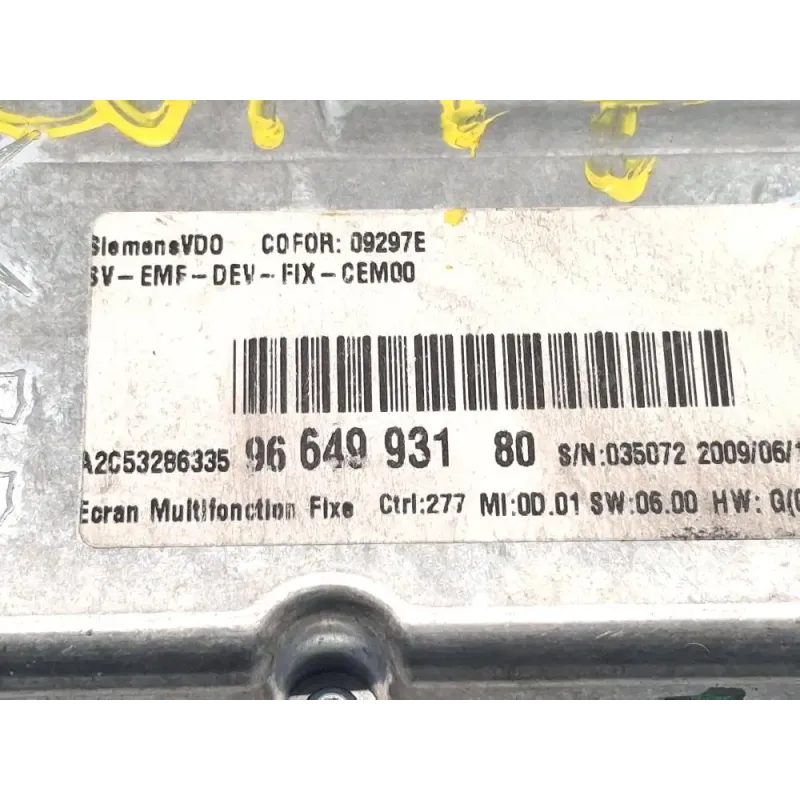 SiemensVDO COFOR: 09297E
SV-EMF-DEV-FIX-CEM00
A2C53286335 96 649 931 80 S/N:035072 2009/06/1
Ecran Multifonction Fixe Ctrl:277 MI:0D.01 SW:06.00 HW: G(